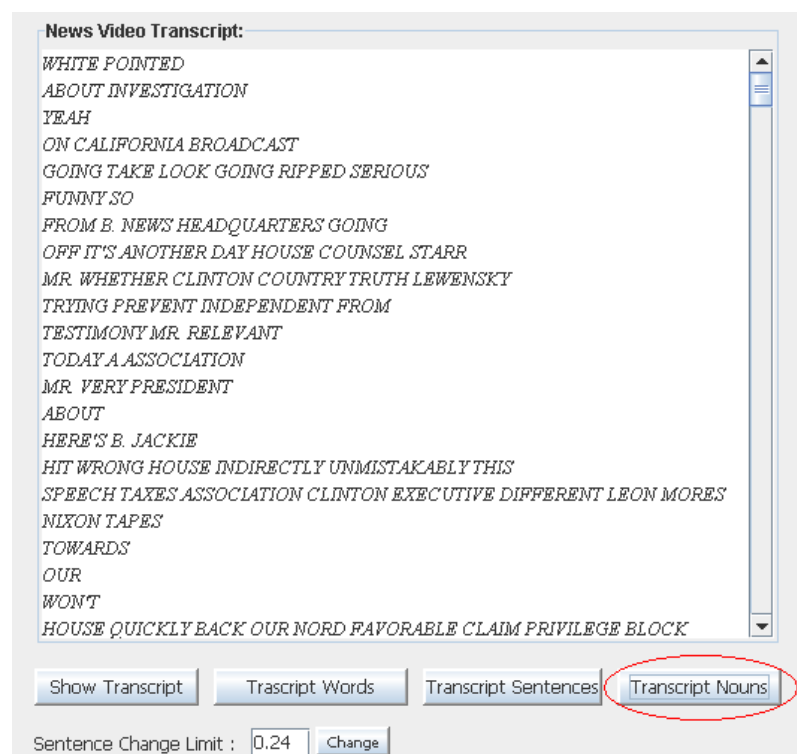 News Video Transcript:
WHITE POINTED
ABOUT INVESTIGATION
YEAH
ON CALIFORNIA BROADCAST
GOING TAKE LOOK GOING RIPPED SERIOUS
FUNNY SO
FROM B. NEWS HEADQUARTERS GOING
OFF IT'S ANOTHER DAY HOUSE COUNSEL STARR
MR. WHETHER CLINTON COUNTRY TRUTH LEWENSKY
TRYING PREVENT INDEPENDENT FROM
TESTIMONY MR. RELEVANT
TODAY A ASSOCIATION
MR. VERY PRESIDENT
ABOUT
HERE'S B. JACKIE
HIT WRONG HOUSE INDIRECTLY UNMISTAKABLY THIS
SPEECH TAXES ASSOCIATION CLINTON EXECUTIVE DIFFERENT LEON MORES
NIXON TAPES
TOWARDS
OUR
WON'T
HOUSE QUICKLY BACK OUR NORD FAVORABLE CLAIM PRIVILEGE BLOCK
Show Transcript Trascript Words Transcript Sentences Transcript Nouns
Sentence Change Limit : 0.24 Change